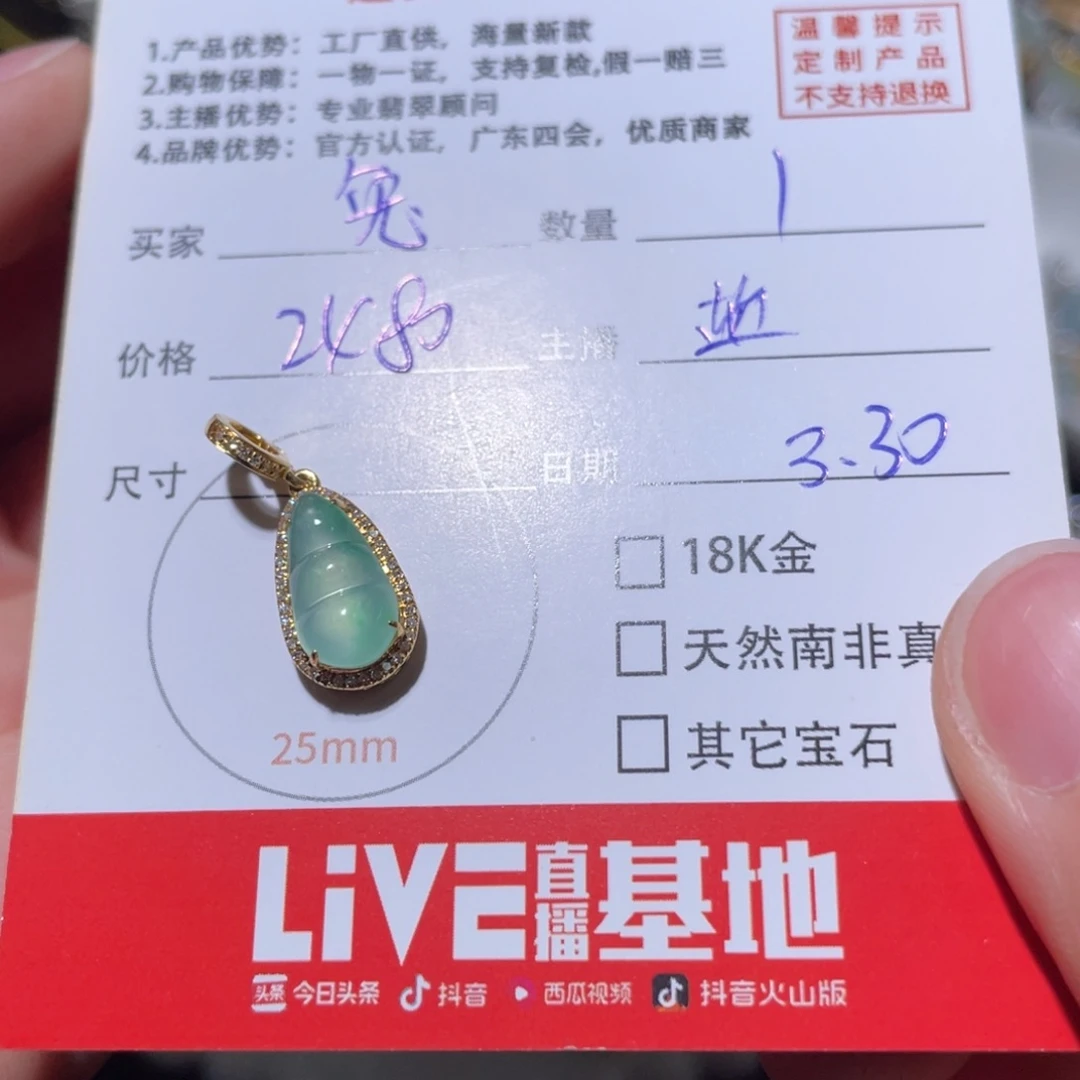 1.产品优势：工厂直供，海量新款
2.购物保障：一物一证，支持复检,假一赔三
3.主播优势：专业翡翠顾问
4.品牌优势：官方认证，广东四会，优质商家
温馨提示
定制产品
不支持退换
买家 兔 数量 1
价格 2480 主播
尺寸 日期 3.30
25mm
18K金
天然南非真
其它宝石
LiVE直播基地
头条 今日头条 抖音 西瓜视频 抖音火山版